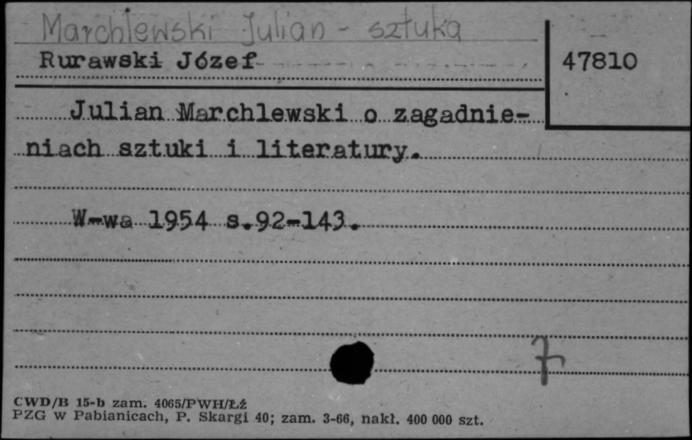 Marchlewski Julian - sztuka
Rurawski Józef
47810
Julian Marchlewski o zagadnie-
niach sztuki i literatury.
W-wa 1954 s.92-143.
7
CWD/B 15-b zam. 4065/PWH/Łź
PZG w Pabianicach, P. Skargi 40; zam. 3-66, nakł. 400 000 szt.